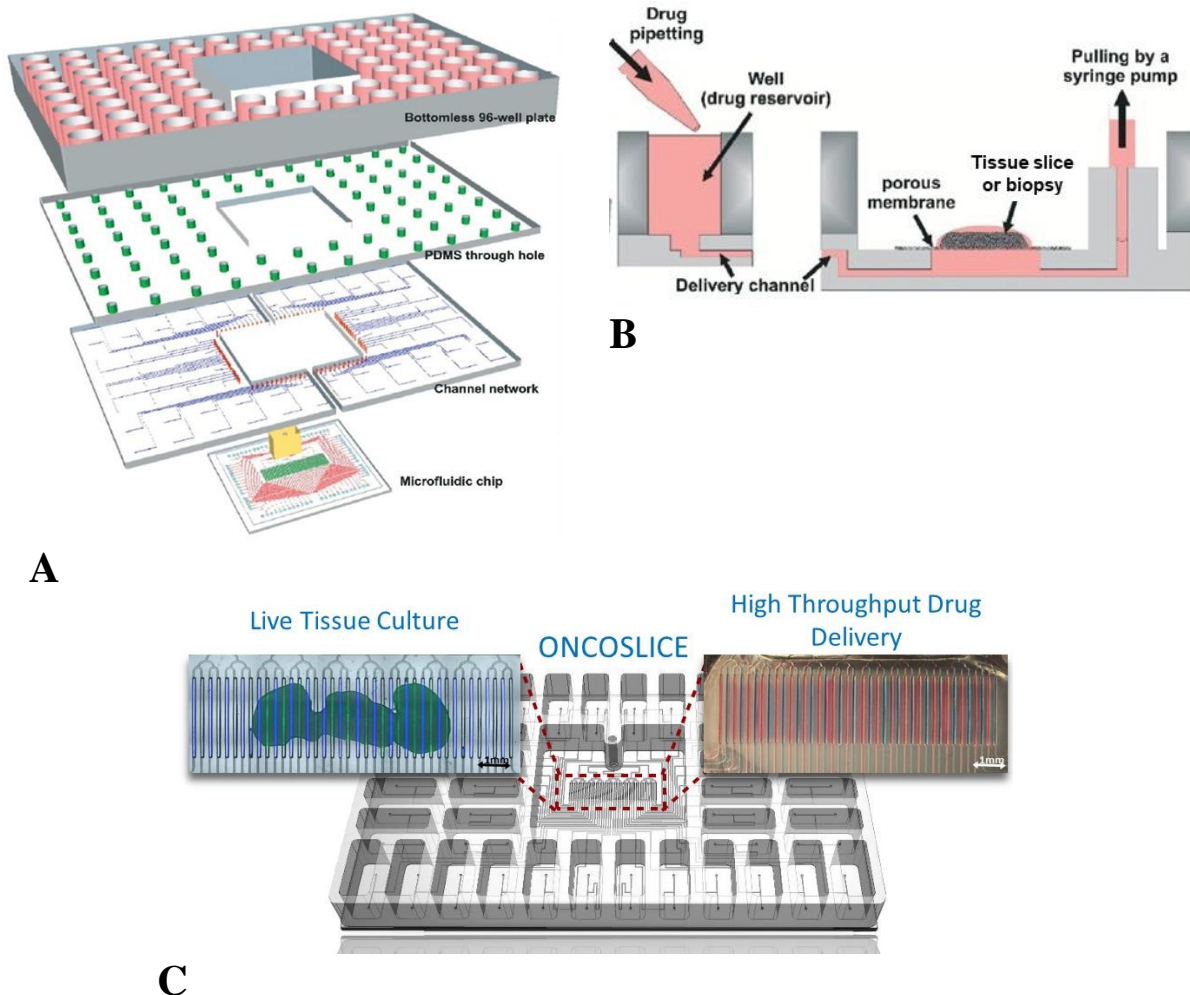 Bottomless 96-well plate
PDMS through hole
Channel network
Microfluidic chip
A
Drug
pipetting
Well
(drug reservoir)
Pulling by a
syringe pump
Tissue slice
or biopsy
porous
membrane
Delivery channel
B
Live Tissue Culture
ONCOSLICE
High Throughput Drug
Delivery
1mm
1mm
C